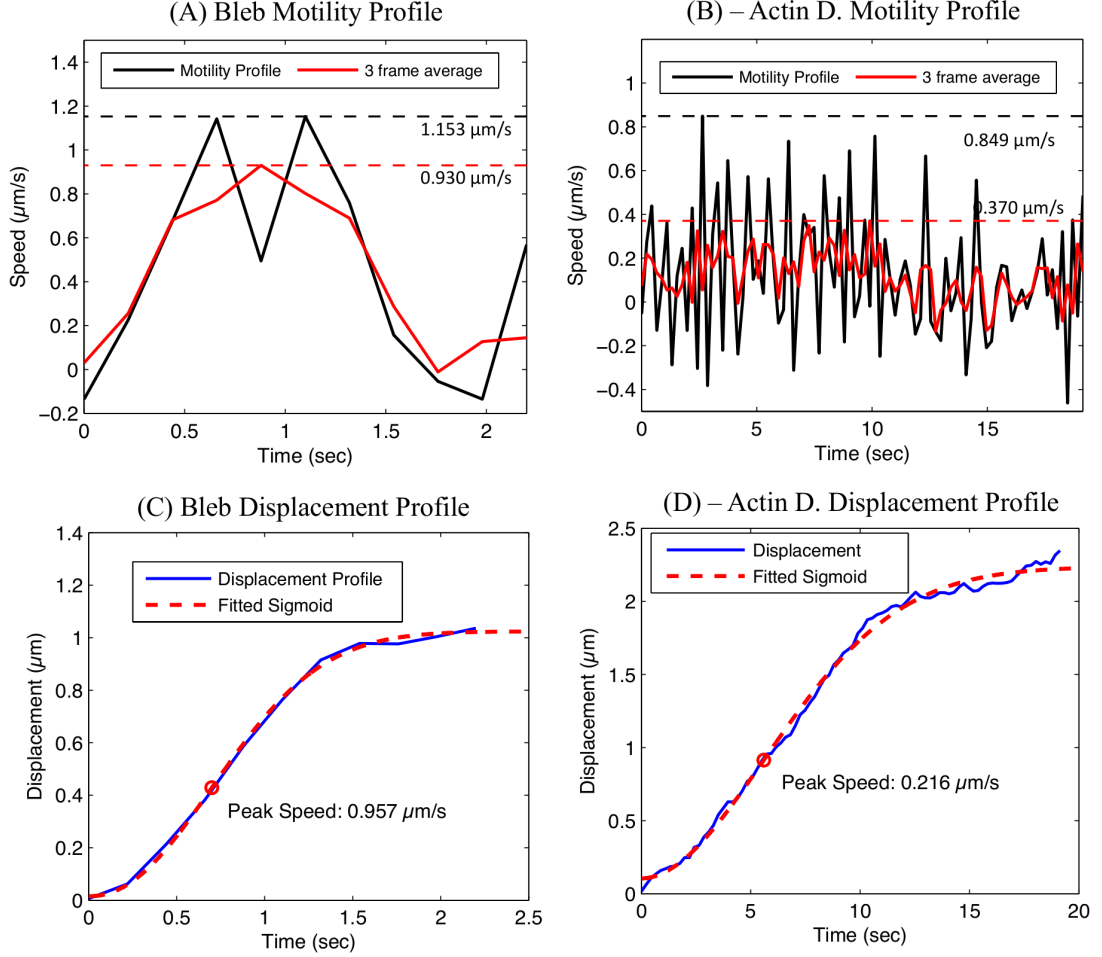 (A) Bleb Motility Profile
1.4
1.2
1
0.8
0.6
0.4
0.2
0
−0.2
Speed (µm/s)
Motility Profile
3 frame average
1.153 µm/s
0.930 µm/s
0
0.5
1
1.5
2
Time (sec)
(B) – Actin D. Motility Profile
1
0.8
0.6
0.4
0.2
0
−0.2
−0.4
Speed (µm/s)
Motility Profile
3 frame average
0.849 µm/s
0.370 µm/s
0
5
10
15
Time (sec)
(C) Bleb Displacement Profile
1.4
1.2
1
0.8
0.6
0.4
0.2
0
Displacement (µm)
Displacement Profile
Fitted Sigmoid
Peak Speed: 0.957 µm/s
0
0.5
1
1.5
2
2.5
Time (sec)
(D) – Actin D. Displacement Profile
2.5
2
1.5
1
0.5
0
Displacement (µm)
Displacement
Fitted Sigmoid
Peak Speed: 0.216 µm/s
0
5
10
15
20
Time (sec)